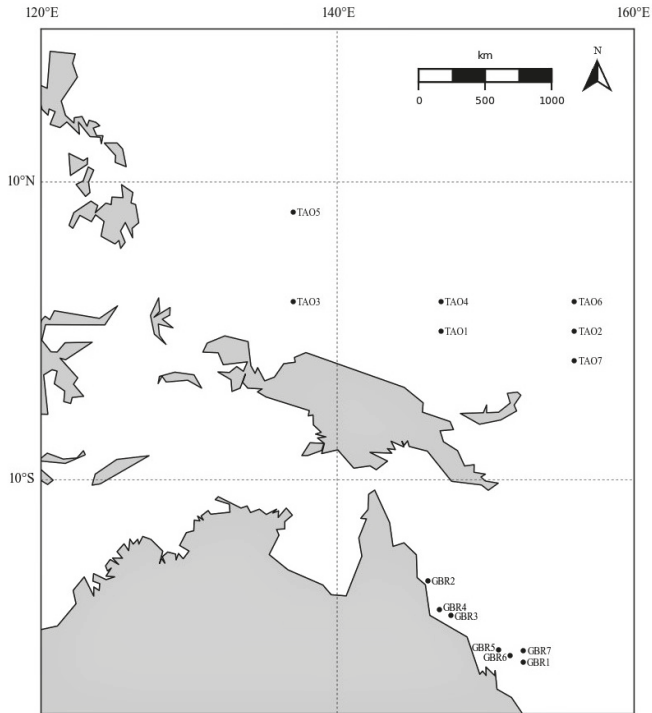 120°E 140°E 160°E
km
N
0 500 1000
10°N
TAO5
TAO3 TAO4 TAO6
TAO1 TAO2
TAO7
10°S
GBR2
GBR4
GBR3
GBR5 GBR7
GBR6
GBR1